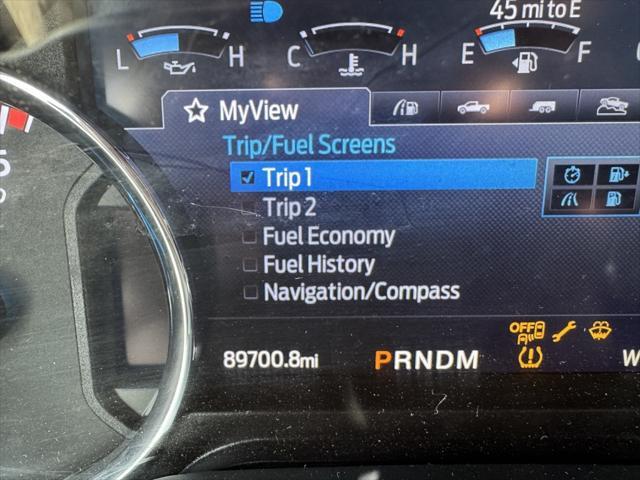 45 mi to E
L H C H E F
MyView
Trip/Fuel Screens
Trip 1
Trip 2
Fuel Economy
Fuel History
Navigation/Compass
OFF
89700.8mi PRNDM W